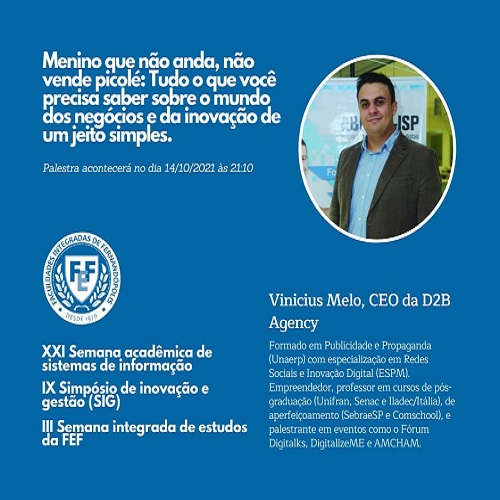 Menino que não anda, não
vende picolé: Tudo o que você
precisa saber sobre o mundo
dos negócios e da inovação de
um jeito simples.
Palestra acontecerá no dia 14/10/2021 às 21:10
FACULDADES INTEGRADAS DE FERNANDÓPOLIS
FEF
DESDE 1976
XXI Semana acadêmica de
sistemas de informação
IX Simpósio de inovação e
gestão (SIG)
III Semana integrada de estudos
da FEF
Vinicius Melo, CEO da D2B
Agency
Formado em Publicidade e Propaganda
(Unaerp) com especialização em Redes
Sociais e Inovação Digital (ESPM).
Empreendedor, professor em cursos de pós-
graduação (Unifran, Senac e Iladec/Itália), de
aperfeiçoamento (SebraeSP e Comschool), e
palestrante em eventos como o Fórum
Digitalks, DigitalizeME e AMCHAM.